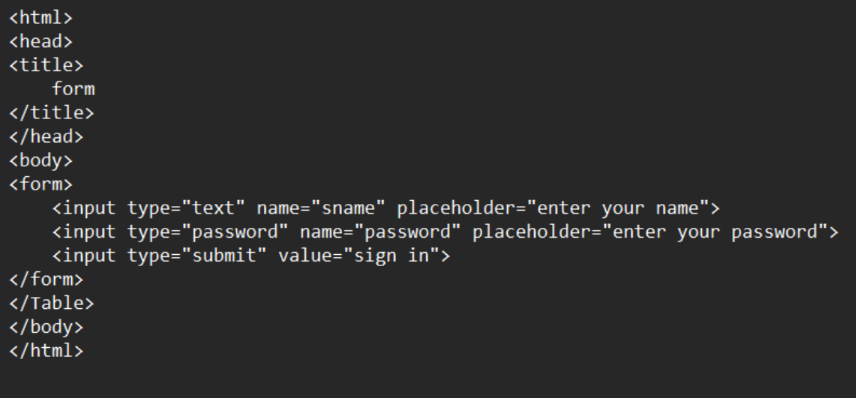 <html>
<head>
<title>
    form
</title>
</head>
<body>
<form>
    <input type="text" name="sname" placeholder="enter your name">
    <input type="password" name="password" placeholder="enter your password">
    <input type="submit" value="sign in">
</form>
</Table>
</body>
</html>